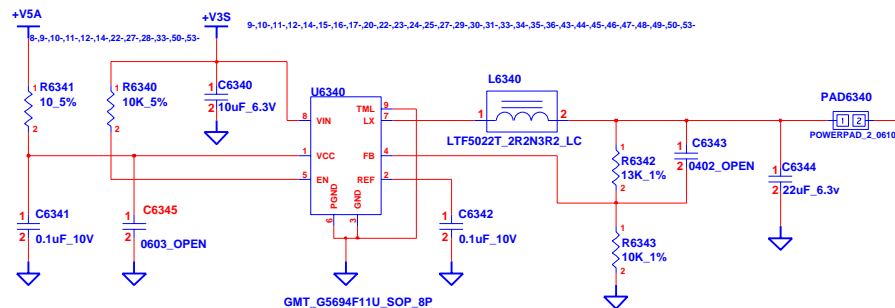 +V5A
+V3S
8-,9-,10-,11-,12-,14-,22-,27-,28-,33-,50-,53-
9-,10-,11-,12-,14-,15-,16-,17-,20-,22-,23-,24-,25-,27-,29-,30-,31-,33-,34-,35-,36-,43-,44-,45-,46-,47-,48-,49-,50-,53-
R6341
10_5%
1
2
R6340
10K_5%
1
2
C6340
10uF_6.3V
1
2
U6340
8 VIN
1 VCC
5 EN
TML 9
LX 7
FB 4
REF 2
PGND 6
GND 3
GMT_G5694F11U_SOP_8P
L6340
1 2
LTF5022T_2R2N3R2_LC
PAD6340
1 2
POWERPAD_2_0610
R6342
13K_1%
1
2
C6343
0402_OPEN
1
2
C6344
22uF_6.3v
1
2
C6341
0.1uF_10V
1
2
C6345
0603_OPEN
1
2
C6342
0.1uF_10V
1
2
R6343
10K_1%
1
2